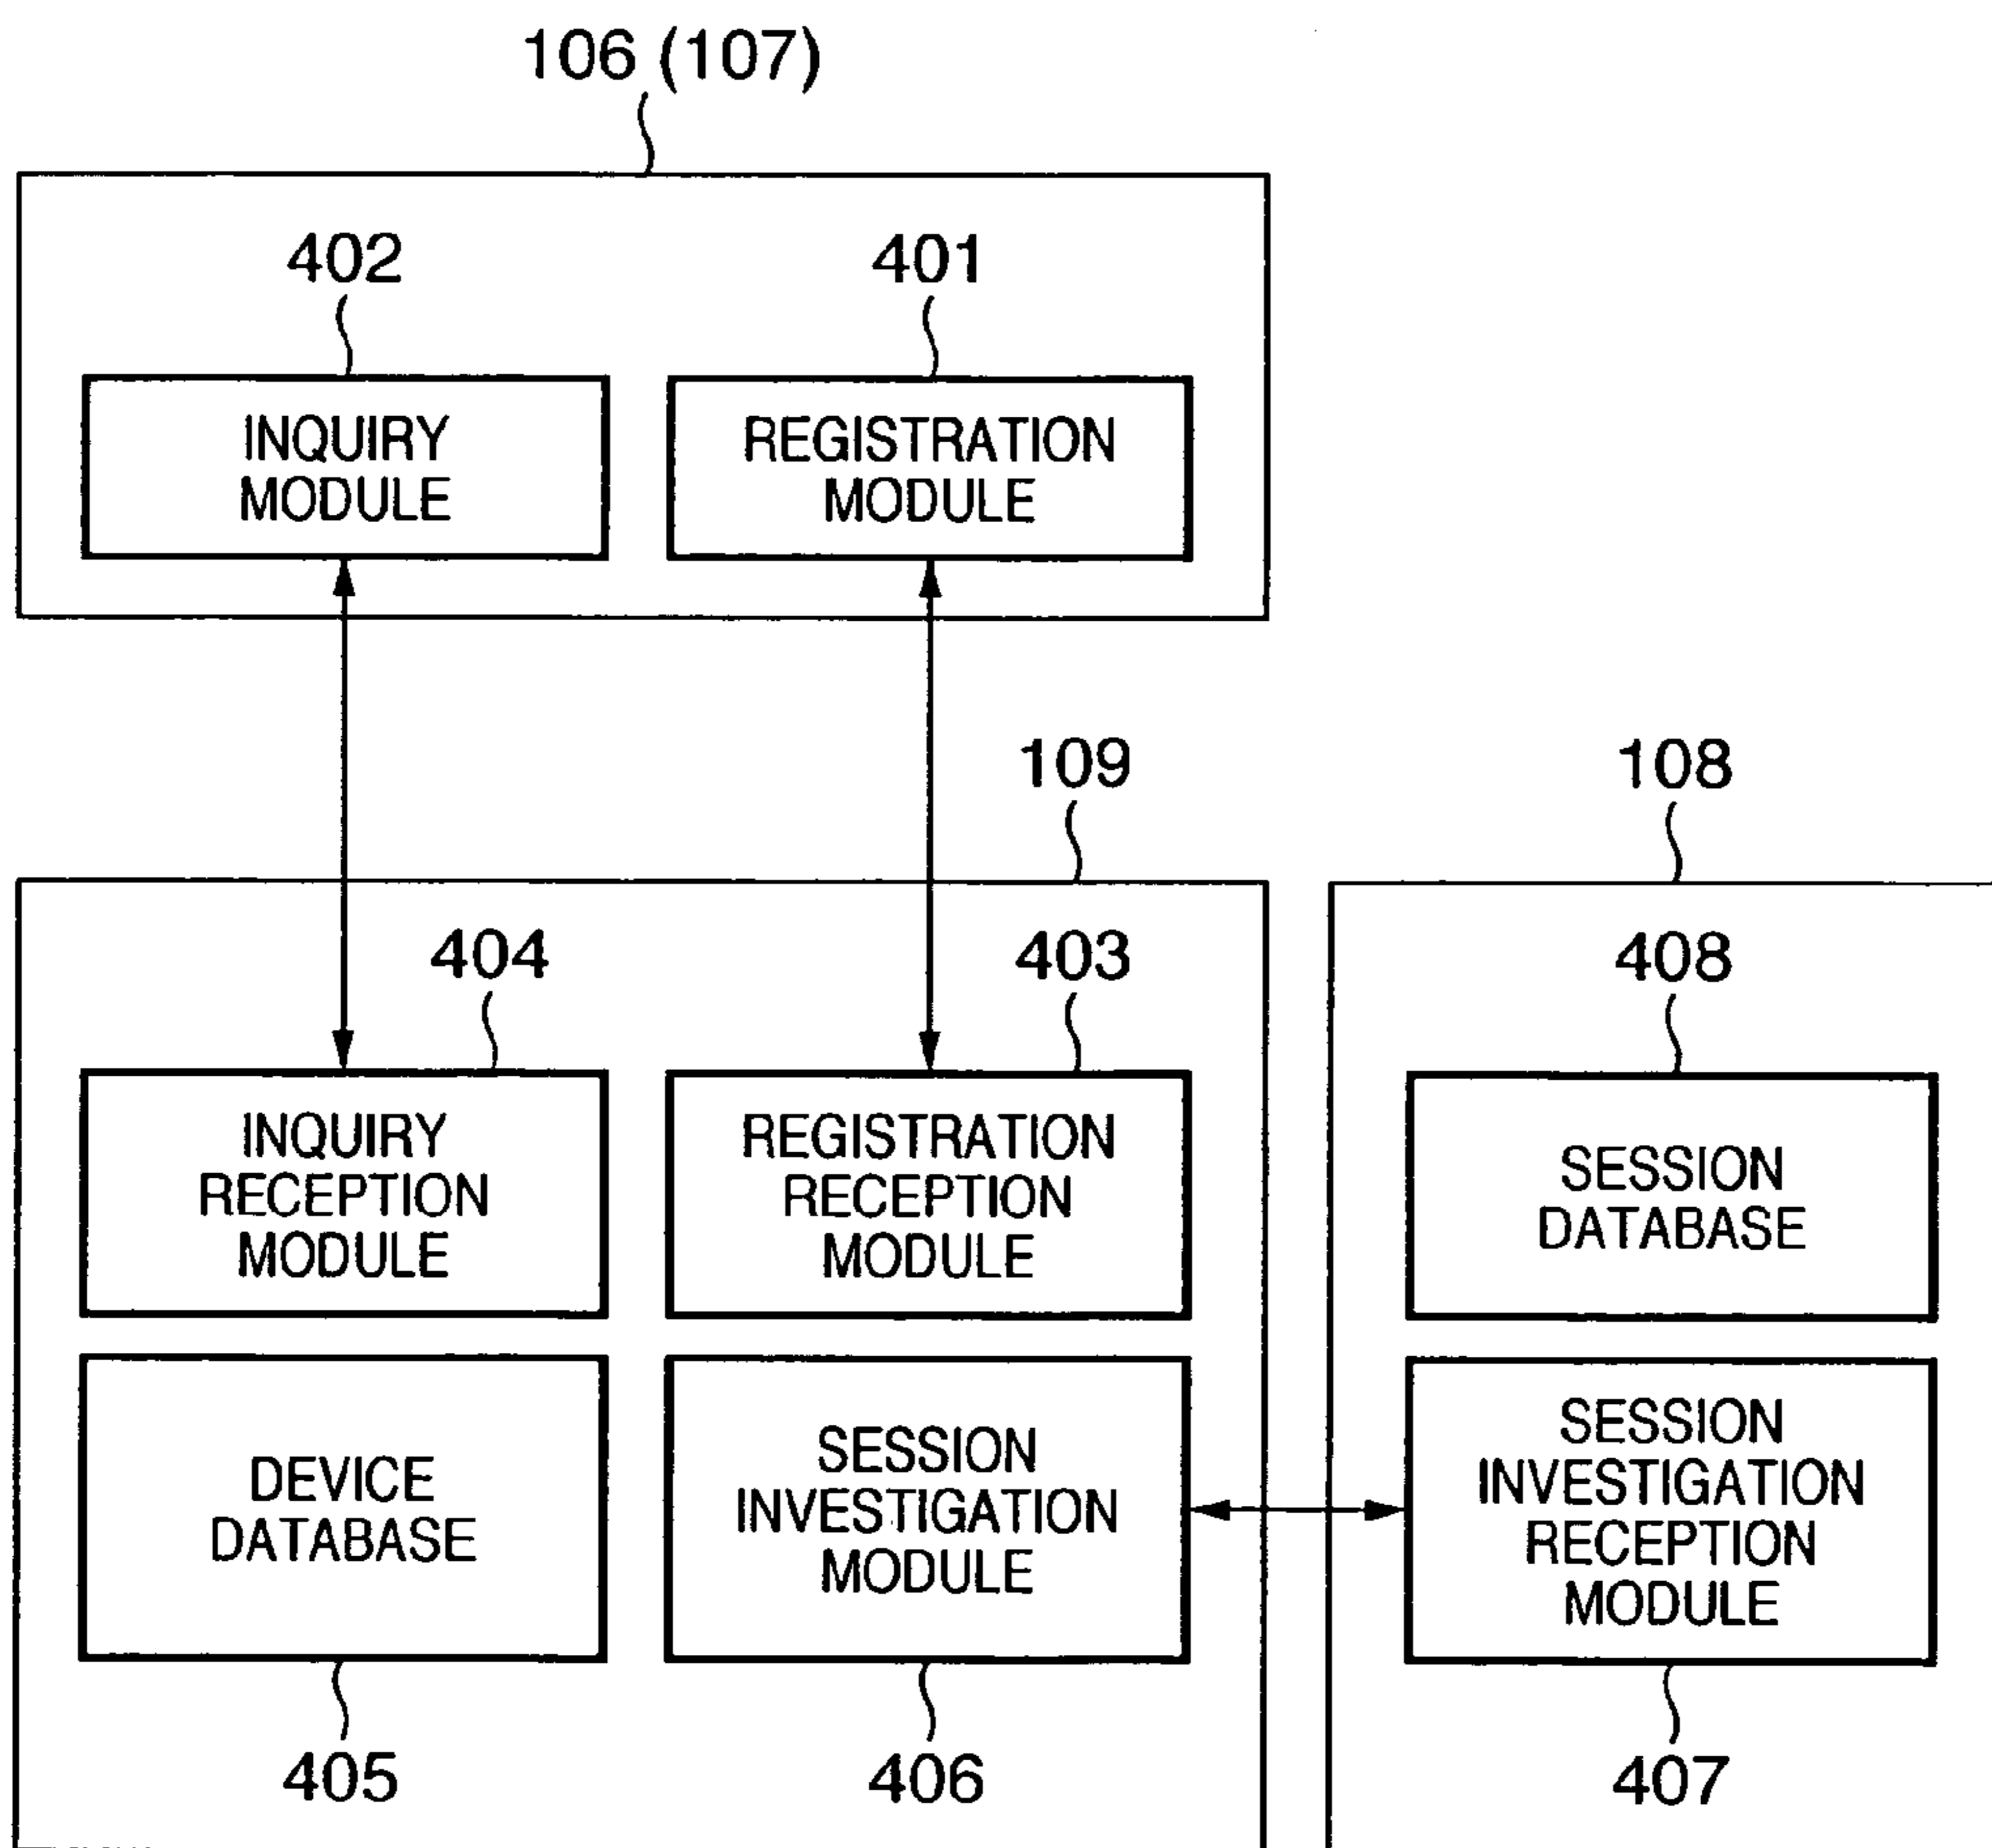 106 (107)
402
401
INQUIRY
MODULE
REGISTRATION
MODULE
109
108
404
403
408
INQUIRY
RECEPTION
MODULE
REGISTRATION
RECEPTION
MODULE
SESSION
DATABASE
DEVICE
DATABASE
SESSION
INVESTIGATION
MODULE
SESSION
INVESTIGATION
RECEPTION
MODULE
405
406
407